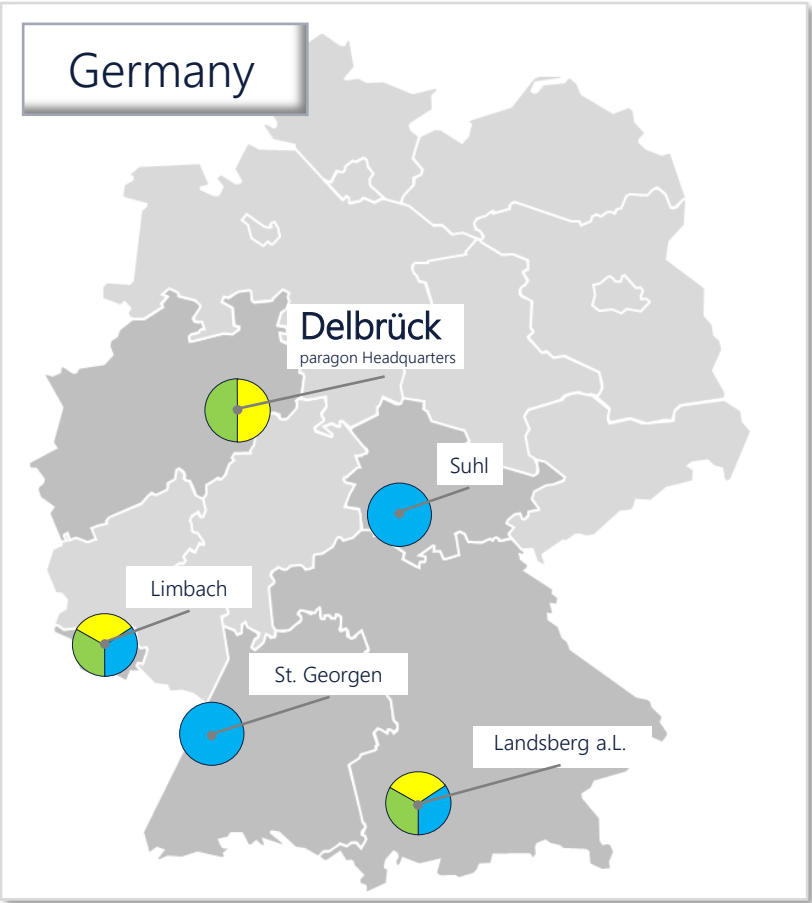 Germany
Delbrück
paragon Headquarters
Suhl
Limbach
St. Georgen
Landsberg a.L.